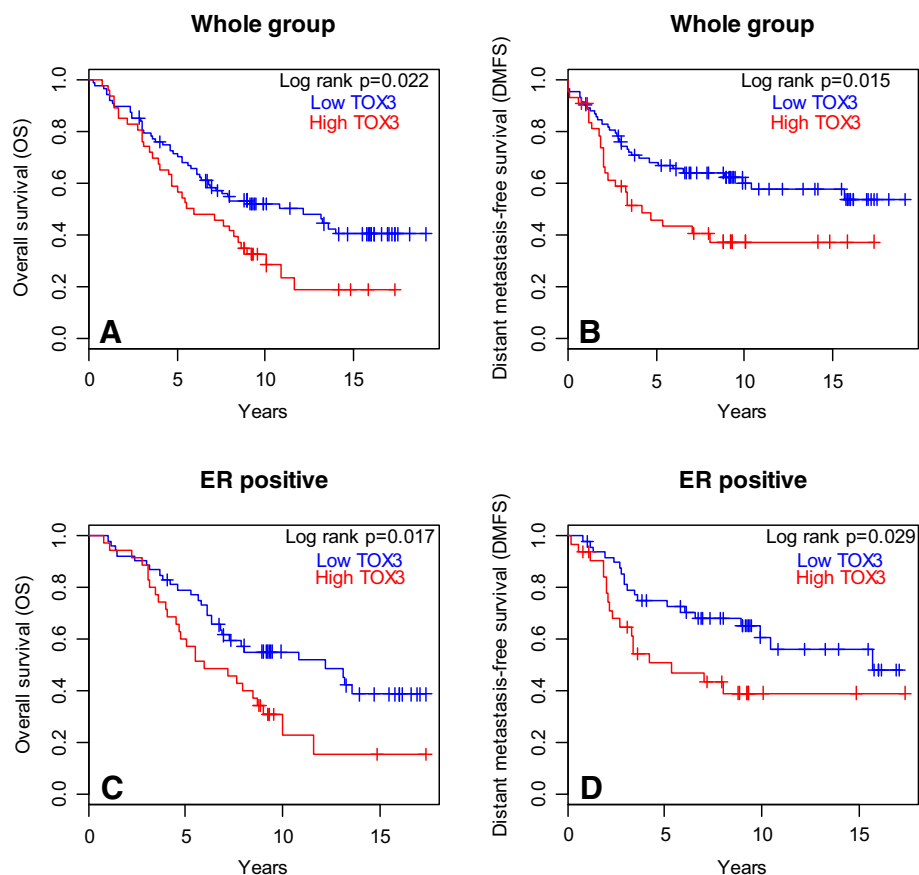 Whole group
Overall survival (OS)
1.0
0.8
0.6
0.4
0.2
0.0
Log rank p=0.022
Low TOX3
High TOX3
A
0 5 10 15
Years
Whole group
Distant metastasis-free survival (DMFS)
1.0
0.8
0.6
0.4
0.2
0.0
Log rank p=0.015
Low TOX3
High TOX3
B
0 5 10 15
Years
ER positive
Overall survival (OS)
1.0
0.8
0.6
0.4
0.2
0.0
Log rank p=0.017
Low TOX3
High TOX3
C
0 5 10 15
Years
ER positive
Distant metastasis-free survival (DMFS)
1.0
0.8
0.6
0.4
0.2
0.0
Log rank p=0.029
Low TOX3
High TOX3
D
0 5 10 15
Years